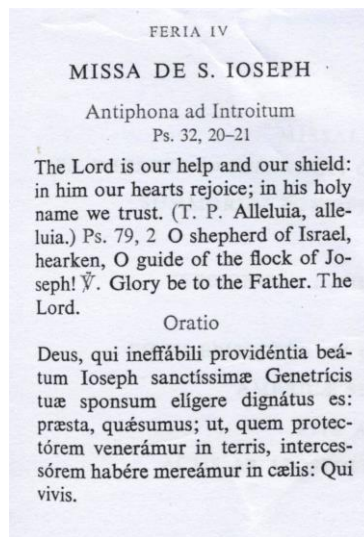 FERIA IV
MISSA DE S. IOSEPH
Antiphona ad Introitum
Ps. 32, 20–21
The Lord is our help and our shield:
in him our hearts rejoice; in his holy
name we trust. (T. P. Alleluia, alle-
luia.) Ps. 79, 2 O shepherd of Israel,
hearken, O guide of the flock of Jo-
seph! ℣. Glory be to the Father. The
Lord.
Oratio
Deus, qui ineffábili providéntia beá-
tum Ioseph sanctíssimæ Genetrícis
tuæ sponsum elígere dignátus es:
præsta, quǽsumus; ut, quem protec-
tórem venerámur in terris, interces-
sórem habére mereámur in cælis: Qui
vivis.